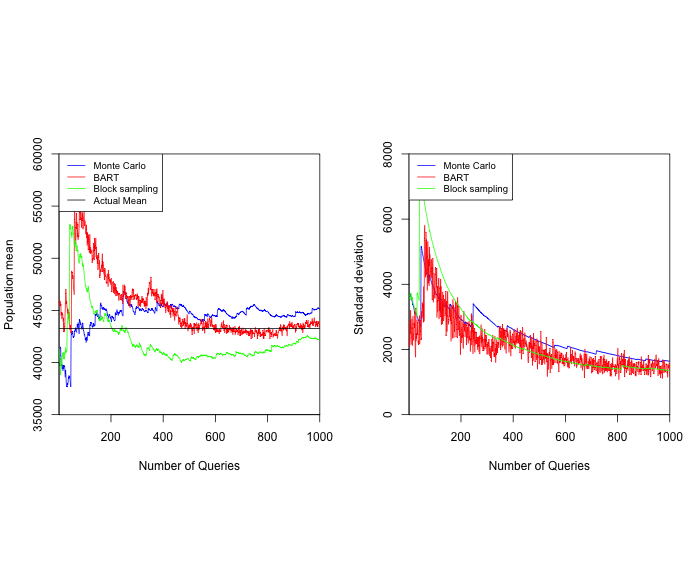 Population mean
60000
55000
50000
45000
40000
35000
Monte Carlo
BART
Block sampling
Actual Mean
200 400 600 800 1000
Number of Queries
Standard deviation
8000
6000
4000
2000
0
Monte Carlo
BART
Block sampling
200 400 600 800 1000
Number of Queries